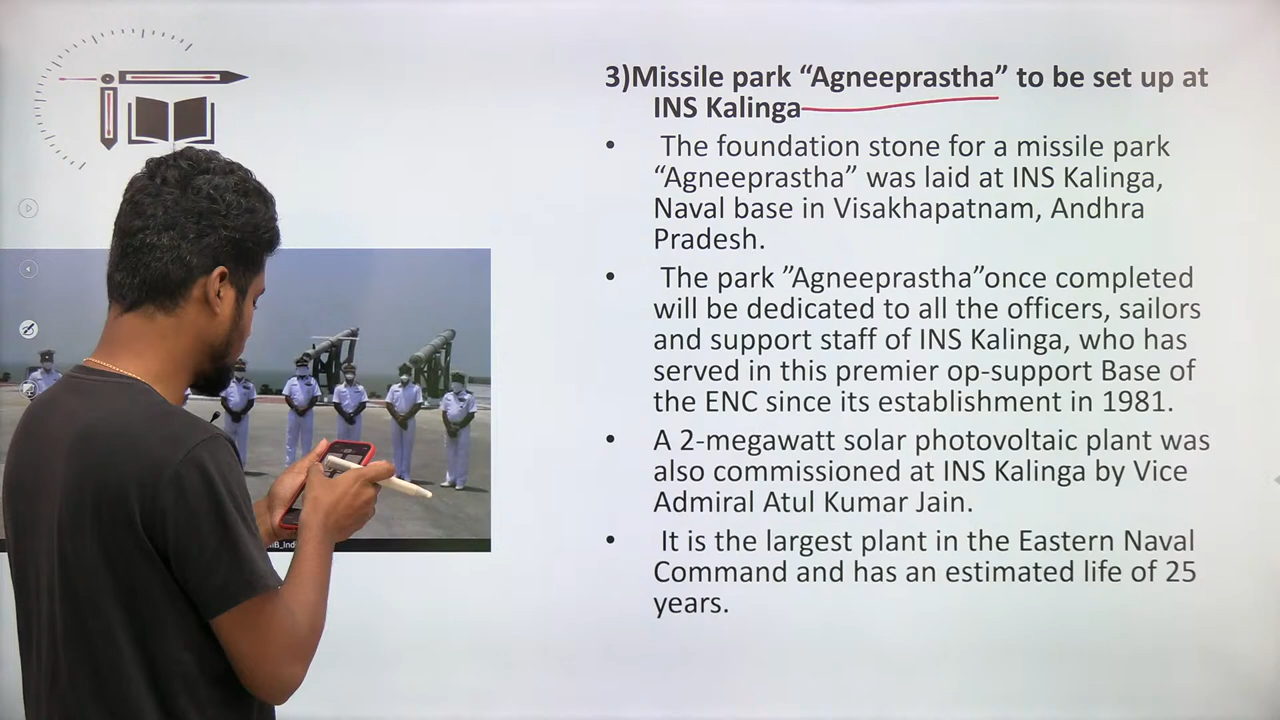 3)Missile park “Agneeprastha” to be set up at
INS Kalinga
• The foundation stone for a missile park
“Agneeprastha” was laid at INS Kalinga,
Naval base in Visakhapatnam, Andhra
Pradesh.
• The park ”Agneeprastha”once completed
will be dedicated to all the officers, sailors
and support staff of INS Kalinga, who has
served in this premier op-support Base of
the ENC since its establishment in 1981.
• A 2-megawatt solar photovoltaic plant was
also commissioned at INS Kalinga by Vice
Admiral Atul Kumar Jain.
• It is the largest plant in the Eastern Naval
Command and has an estimated life of 25
years.